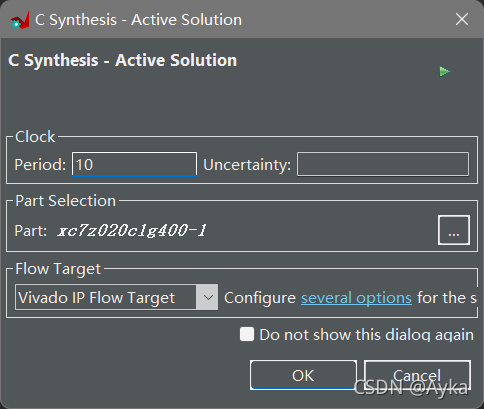 C Synthesis - Active Solution
C Synthesis - Active Solution
Clock
Period: 10 Uncertainty:
Part Selection
Part: xc7z020clg400-1 ...
Flow Target
Vivado IP Flow Target Configure several options for the s
Do not show this dialog again
OK Cancel
CSDN @Ayka